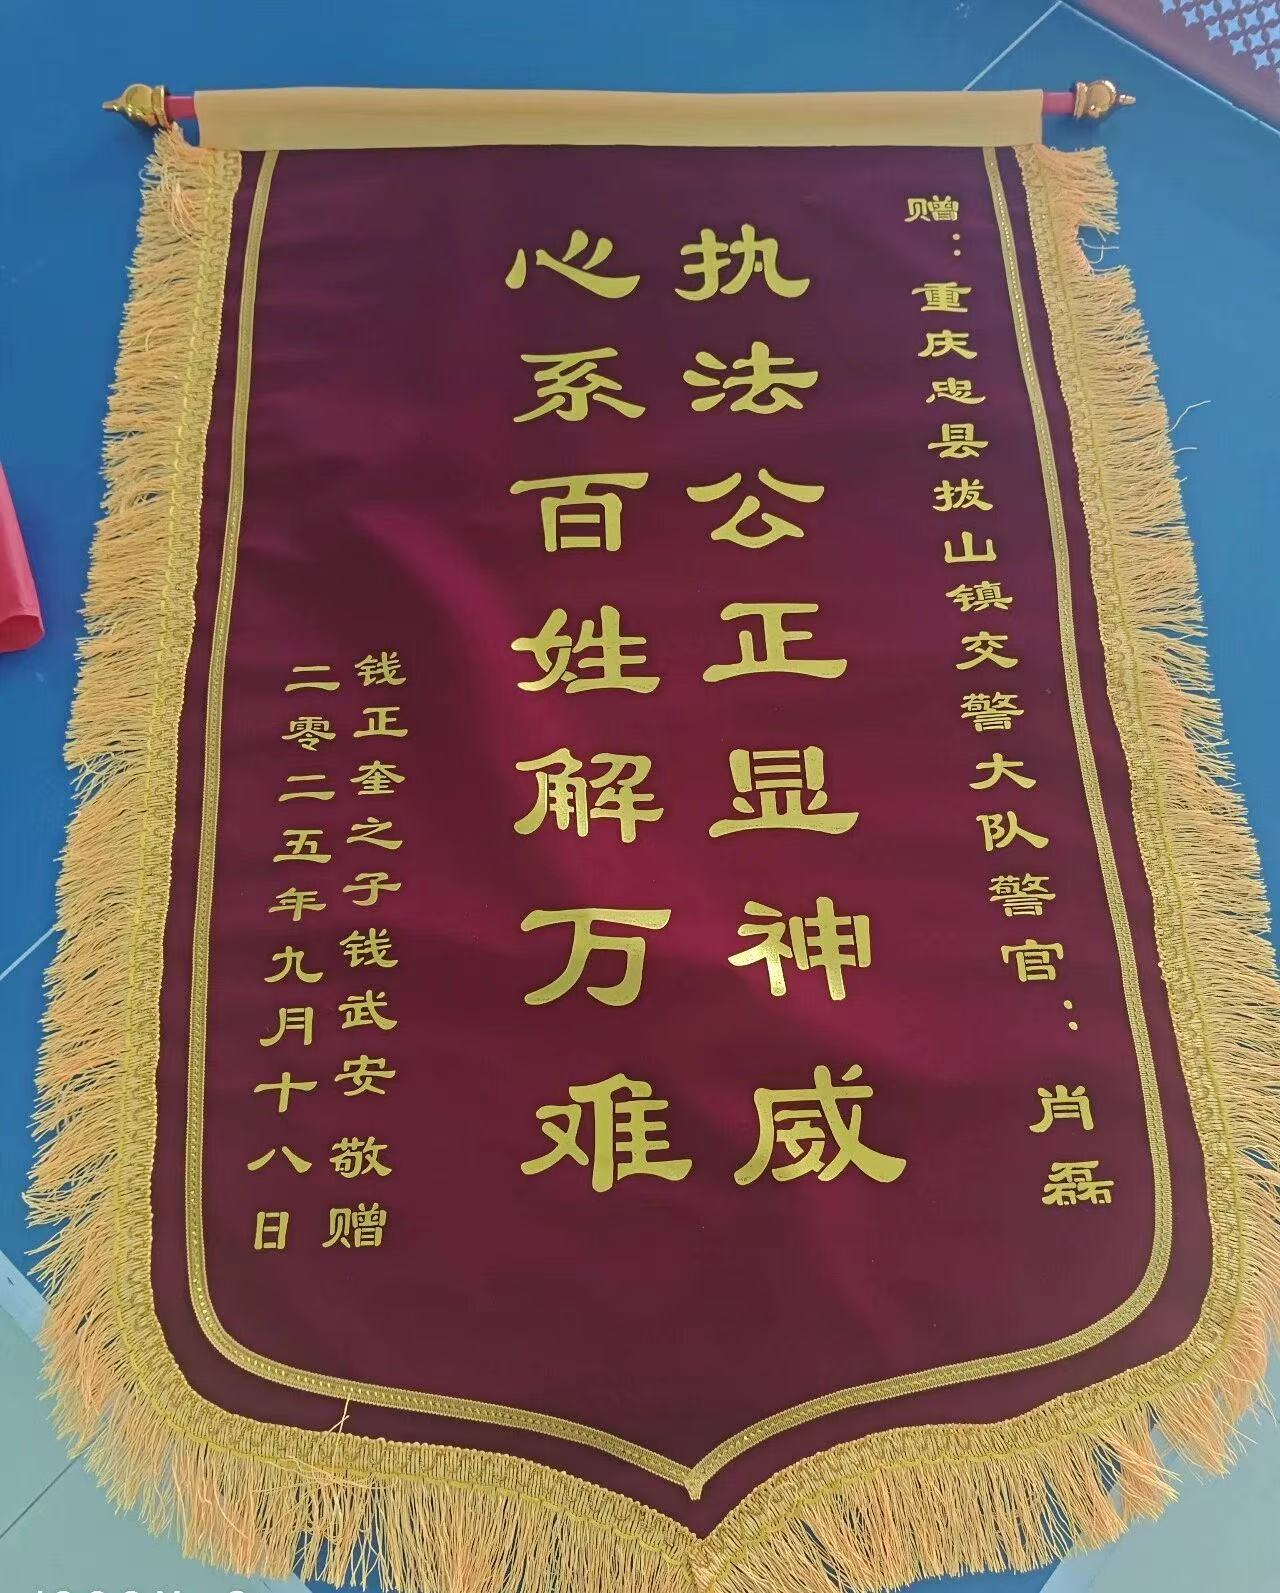 赠：重庆忠县拔山镇交警大队警官：肖磊
执法公正显神威
心系百姓解万难
钱正奎之子钱武安 敬赠
二零二五年九月十八日